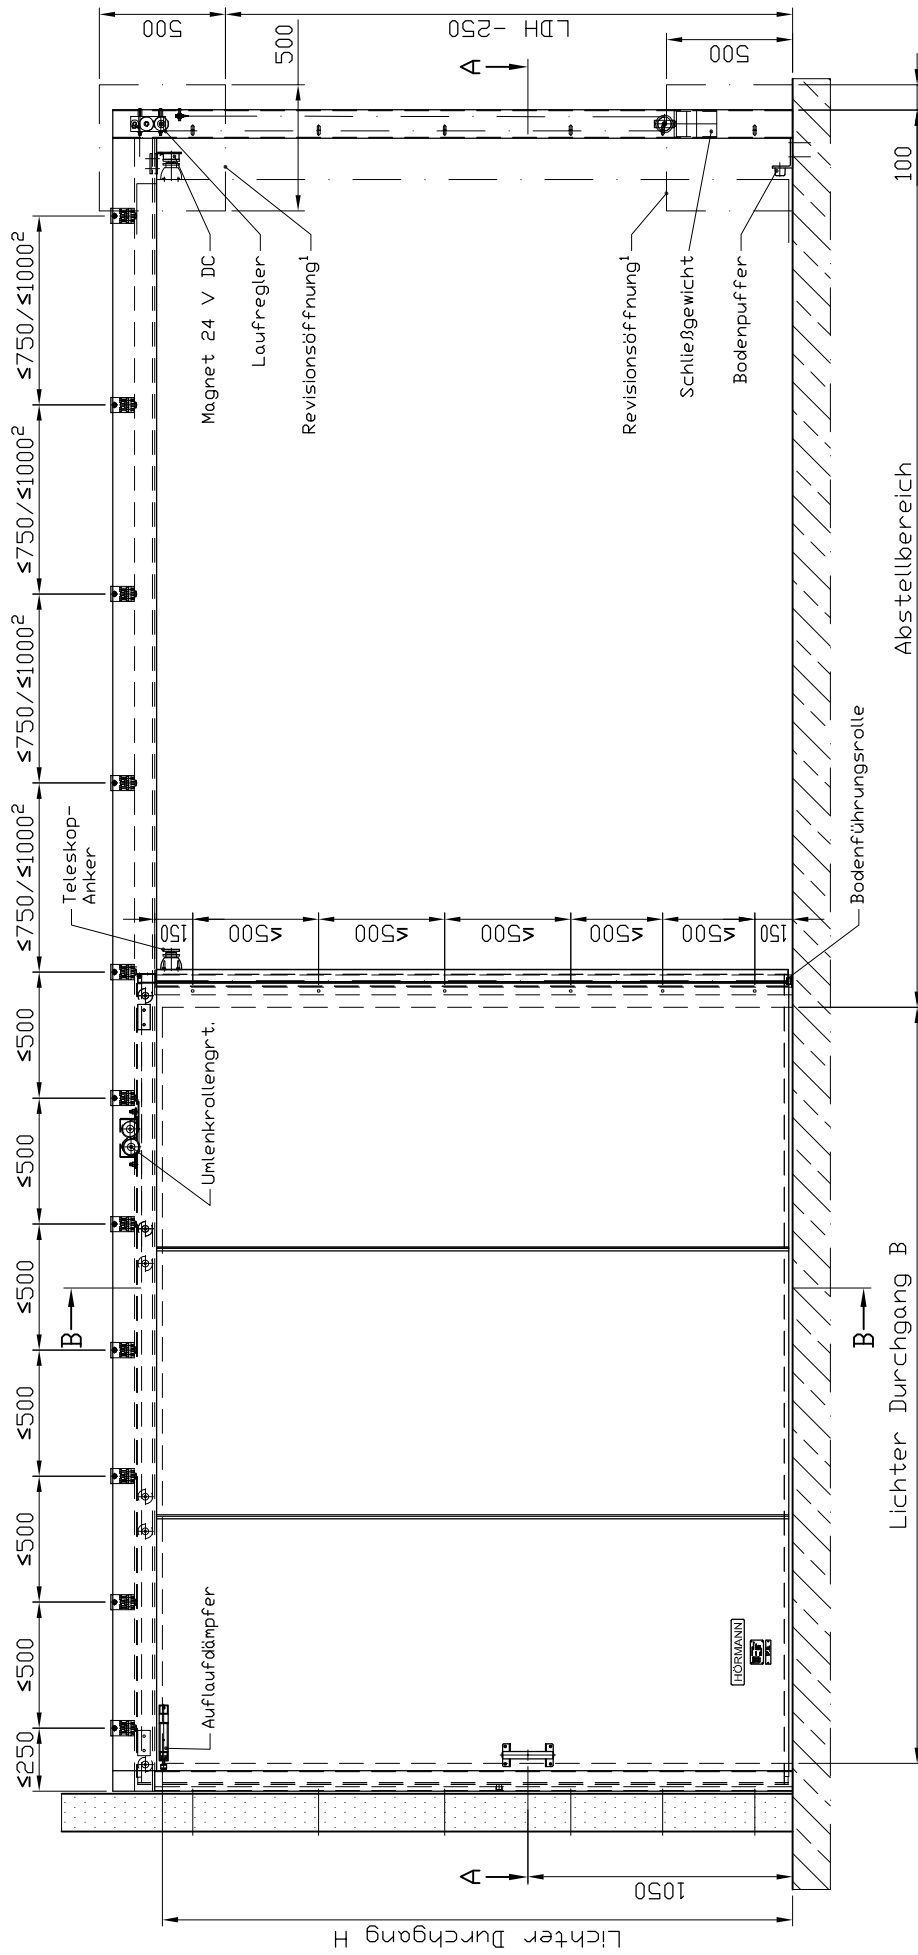 ≤250
≤500
≤500
≤500
≤500
≤500
≤500
≤750/≤1000²
≤750/≤1000²
≤750/≤1000²
≤750/≤1000²
B
Teleskop-
Anker
500
500
LDH -250
A
500
Auflaufdämpfer
Umlenkrollengrt.
Magnet 24 V DC
Laufregler
Revisionsöffnung¹
150
≤500
≤500
≤500
≤500
≤500
150
Revisionsöffnung¹
Schließgewicht
Bodenpuffer
HÖRMANN
A
1050
Lichter Durchgang H
B
Bodenführungsrolle
Lichter Durchgang B
Abstellbereich
100